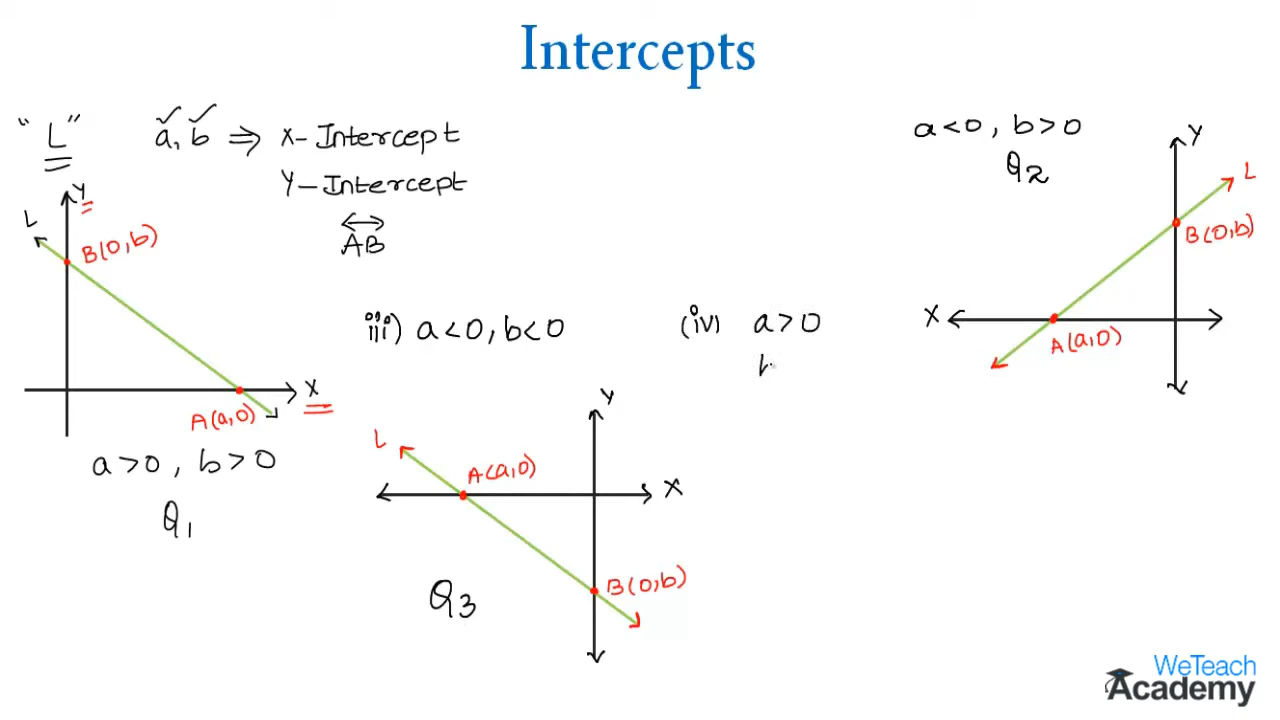 Intercepts
"L" a, b ⇒ X-Intercept
Y-Intercept
AB
Y
L
B(0,b)
X
A(a,0)
a>0, b>0
Q1
a<0, b>0
Q2
Y
L
B(0,b)
X
A(a,0)
iii) a<0, b<0
Y
L
A(a,0)
X
B(0,b)
Q3
(iv) a>0
WeTeach
Academy